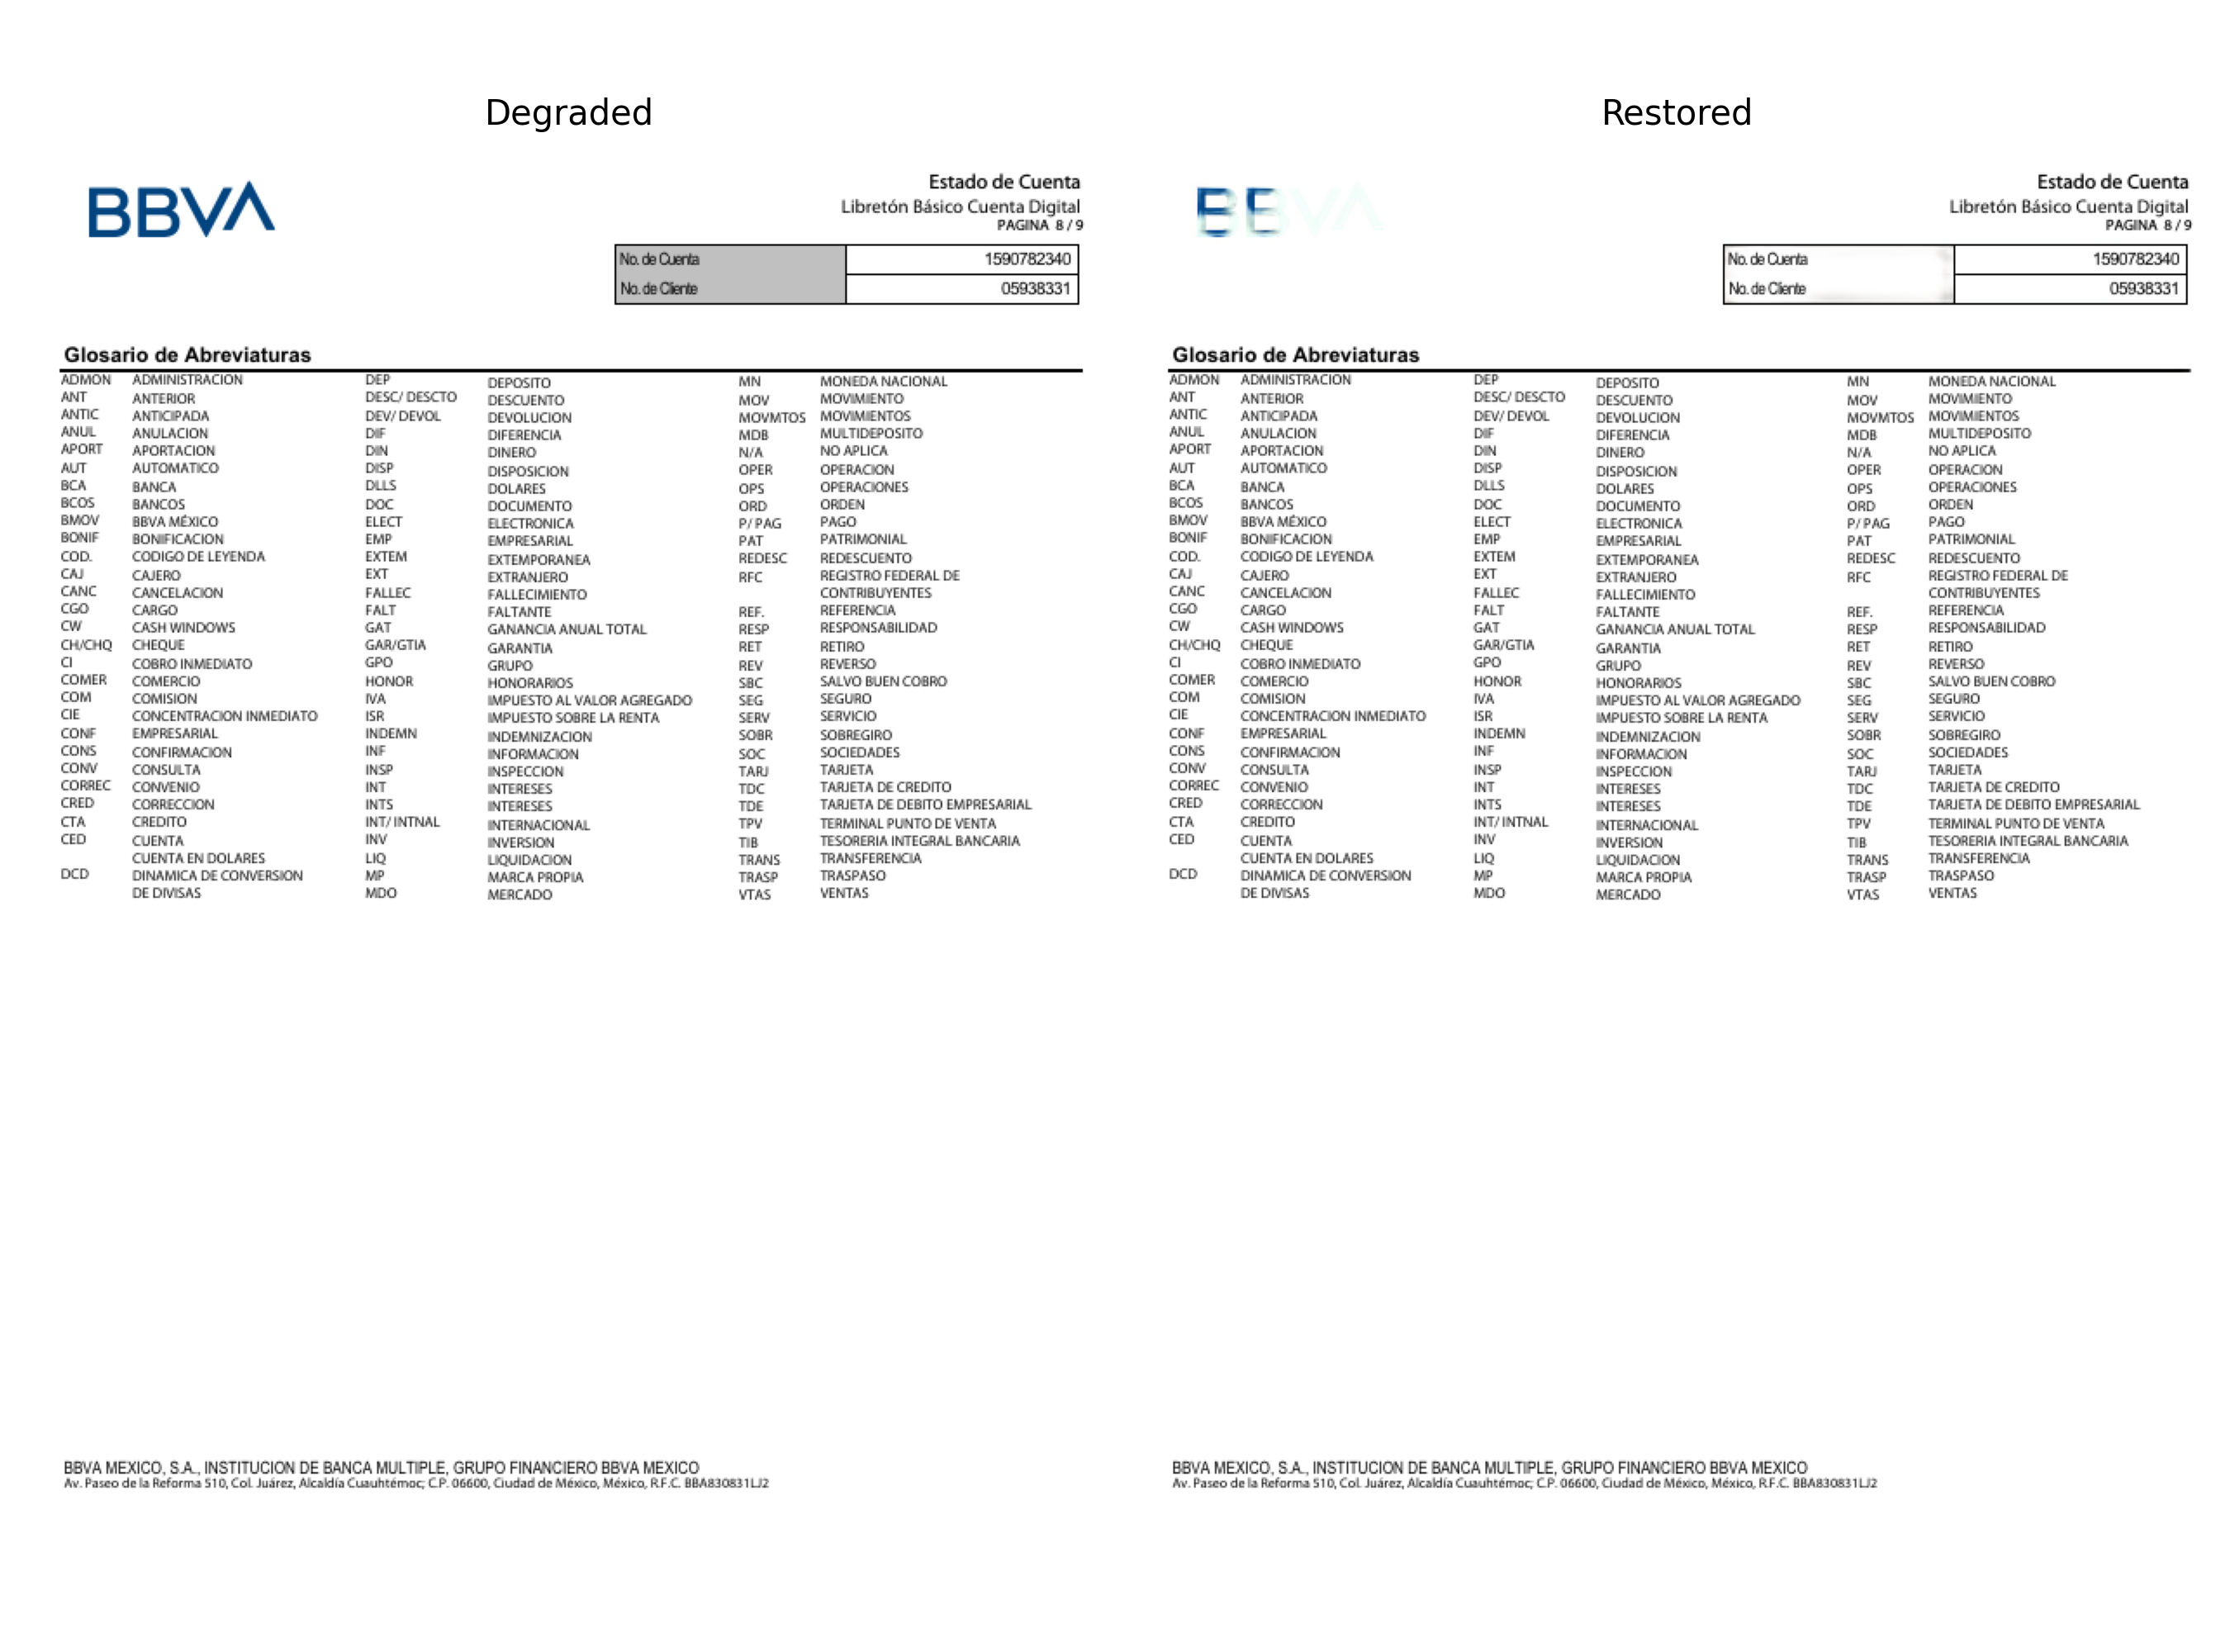 Degraded
BBVA
Estado de Cuenta
Libretón Básico Cuenta Digital
PAGINA 8 / 9
No. de Cuenta 1590782340
No. de Cliente 05938331
Glosario de Abreviaturas
ADMON ADMINISTRACION DEP DEPOSITO MN MONEDA NACIONAL
ANT ANTERIOR DESC/ DESCTO DESCUENTO MOV MOVIMIENTO
ANTIC ANTICIPADA DEV/ DEVOL DEVOLUCION MOVMTOS MOVIMIENTOS
ANUL ANULACION DIF DIFERENCIA MDB MULTIDEPOSITO
APORT APORTACION DIN DINERO N/A NO APLICA
AUT AUTOMATICO DISP DISPOSICION OPER OPERACION
BCA BANCA DLLS DOLARES OPS OPERACIONES
BCOS BANCOS DOC DOCUMENTO ORD ORDEN
BMOV BBVA MÉXICO ELECT ELECTRONICA P/ PAG PAGO
BONIF BONIFICACION EMP EMPRESARIAL PAT PATRIMONIAL
COD. CODIGO DE LEYENDA EXTEM EXTEMPORANEA REDESC REDESCUENTO
CAJ CAJERO EXT EXTRANJERO RFC REGISTRO FEDERAL DE
CANC CANCELACION FALLEC FALLECIMIENTO CONTRIBUYENTES
CGO CARGO FALT FALTANTE REF. REFERENCIA
CW CASH WINDOWS GAT GANANCIA ANUAL TOTAL RESP RESPONSABILIDAD
CH/CHQ CHEQUE GAR/GTIA GARANTIA RET RETIRO
CI COBRO INMEDIATO GPO GRUPO REV REVERSO
COMER COMERCIO HONOR HONORARIOS SBC SALVO BUEN COBRO
COM COMISION IVA IMPUESTO AL VALOR AGREGADO SEG SEGURO
CIE CONCENTRACION INMEDIATO ISR IMPUESTO SOBRE LA RENTA SERV SERVICIO
CONF EMPRESARIAL INDEMN INDEMNIZACION SOBR SOBREGIRO
CONS CONFIRMACION INF INFORMACION SOC SOCIEDADES
CONV CONSULTA INSP INSPECCION TARJ TARJETA
CORREC CONVENIO INT INTERESES TDC TARJETA DE CREDITO
CRED CORRECCION INTS INTERESES TDE TARJETA DE DEBITO EMPRESARIAL
CTA CREDITO INT/ INTNAL INTERNACIONAL TPV TERMINAL PUNTO DE VENTA
CED CUENTA INV INVERSION TIB TESORERIA INTEGRAL BANCARIA
CUENTA EN DOLARES LIQ LIQUIDACION TRANS TRANSFERENCIA
DCD DINAMICA DE CONVERSION MP MARCA PROPIA TRASP TRASPASO
DE DIVISAS MDO MERCADO VTAS VENTAS
BBVA MEXICO, S.A., INSTITUCION DE BANCA MULTIPLE, GRUPO FINANCIERO BBVA MEXICO
Av. Paseo de la Reforma 510, Col. Juárez, Alcaldía Cuauhtémoc; C.P. 06600, Ciudad de México, México, R.F.C. BBA830831LJ2
Restored
BBVA
Estado de Cuenta
Libretón Básico Cuenta Digital
PAGINA 8 / 9
No. de Cuenta 1590782340
No. de Cliente 05938331
Glosario de Abreviaturas
ADMON ADMINISTRACION DEP DEPOSITO MN MONEDA NACIONAL
ANT ANTERIOR DESC/ DESCTO DESCUENTO MOV MOVIMIENTO
ANTIC ANTICIPADA DEV/ DEVOL DEVOLUCION MOVMTOS MOVIMIENTOS
ANUL ANULACION DIF DIFERENCIA MDB MULTIDEPOSITO
APORT APORTACION DIN DINERO N/A NO APLICA
AUT AUTOMATICO DISP DISPOSICION OPER OPERACION
BCA BANCA DLLS DOLARES OPS OPERACIONES
BCOS BANCOS DOC DOCUMENTO ORD ORDEN
BMOV BBVA MÉXICO ELECT ELECTRONICA P/ PAG PAGO
BONIF BONIFICACION EMP EMPRESARIAL PAT PATRIMONIAL
COD. CODIGO DE LEYENDA EXTEM EXTEMPORANEA REDESC REDESCUENTO
CAJ CAJERO EXT EXTRANJERO RFC REGISTRO FEDERAL DE
CANC CANCELACION FALLEC FALLECIMIENTO CONTRIBUYENTES
CGO CARGO FALT FALTANTE REF. REFERENCIA
CW CASH WINDOWS GAT GANANCIA ANUAL TOTAL RESP RESPONSABILIDAD
CH/CHQ CHEQUE GAR/GTIA GARANTIA RET RETIRO
CI COBRO INMEDIATO GPO GRUPO REV REVERSO
COMER COMERCIO HONOR HONORARIOS SBC SALVO BUEN COBRO
COM COMISION IVA IMPUESTO AL VALOR AGREGADO SEG SEGURO
CIE CONCENTRACION INMEDIATO ISR IMPUESTO SOBRE LA RENTA SERV SERVICIO
CONF EMPRESARIAL INDEMN INDEMNIZACION SOBR SOBREGIRO
CONS CONFIRMACION INF INFORMACION SOC SOCIEDADES
CONV CONSULTA INSP INSPECCION TARJ TARJETA
CORREC CONVENIO INT INTERESES TDC TARJETA DE CREDITO
CRED CORRECCION INTS INTERESES TDE TARJETA DE DEBITO EMPRESARIAL
CTA CREDITO INT/ INTNAL INTERNACIONAL TPV TERMINAL PUNTO DE VENTA
CED CUENTA INV INVERSION TIB TESORERIA INTEGRAL BANCARIA
CUENTA EN DOLARES LIQ LIQUIDACION TRANS TRANSFERENCIA
DCD DINAMICA DE CONVERSION MP MARCA PROPIA TRASP TRASPASO
DE DIVISAS MDO MERCADO VTAS VENTAS
BBVA MEXICO, S.A., INSTITUCION DE BANCA MULTIPLE, GRUPO FINANCIERO BBVA MEXICO
Av. Paseo de la Reforma 510, Col. Juárez, Alcaldía Cuauhtémoc; C.P. 06600, Ciudad de México, México, R.F.C. BBA830831LJ2